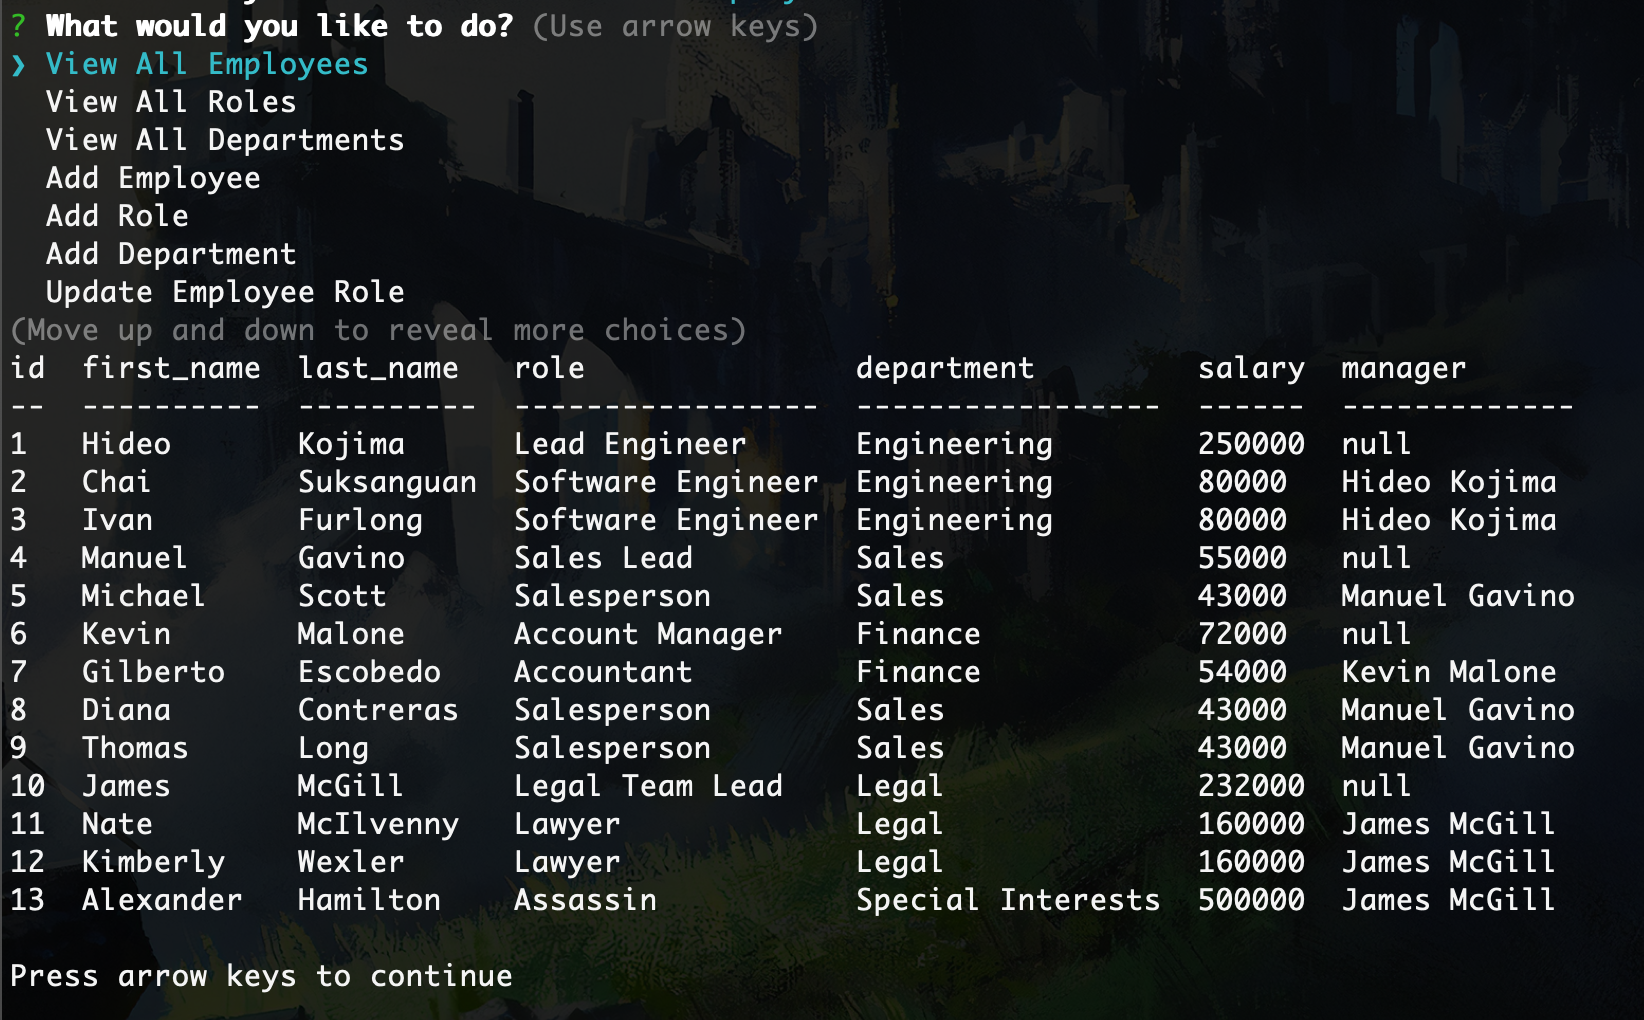 ? What would you like to do? (Use arrow keys)
❯ View All Employees
View All Roles
View All Departments
Add Employee
Add Role
Add Department
Update Employee Role
(Move up and down to reveal more choices)
id  first_name  last_name   role               department         salary  manager
--  ----------  ----------  -----------------  -----------------  ------  -------------
1   Hideo       Kojima      Lead Engineer      Engineering        250000  null
2   Chai        Suksanguan  Software Engineer  Engineering        80000   Hideo Kojima
3   Ivan        Furlong     Software Engineer  Engineering        80000   Hideo Kojima
4   Manuel      Gavino      Sales Lead         Sales              55000   null
5   Michael     Scott       Salesperson        Sales              43000   Manuel Gavino
6   Kevin       Malone      Account Manager    Finance            72000   null
7   Gilberto    Escobedo    Accountant         Finance            54000   Kevin Malone
8   Diana       Contreras   Salesperson        Sales              43000   Manuel Gavino
9   Thomas      Long        Salesperson        Sales              43000   Manuel Gavino
10  James       McGill      Legal Team Lead    Legal              232000  null
11  Nate        McIlvenny   Lawyer             Legal              160000  James McGill
12  Kimberly    Wexler      Lawyer             Legal              160000  James McGill
13  Alexander   Hamilton    Assassin           Special Interests  500000  James McGill
Press arrow keys to continue